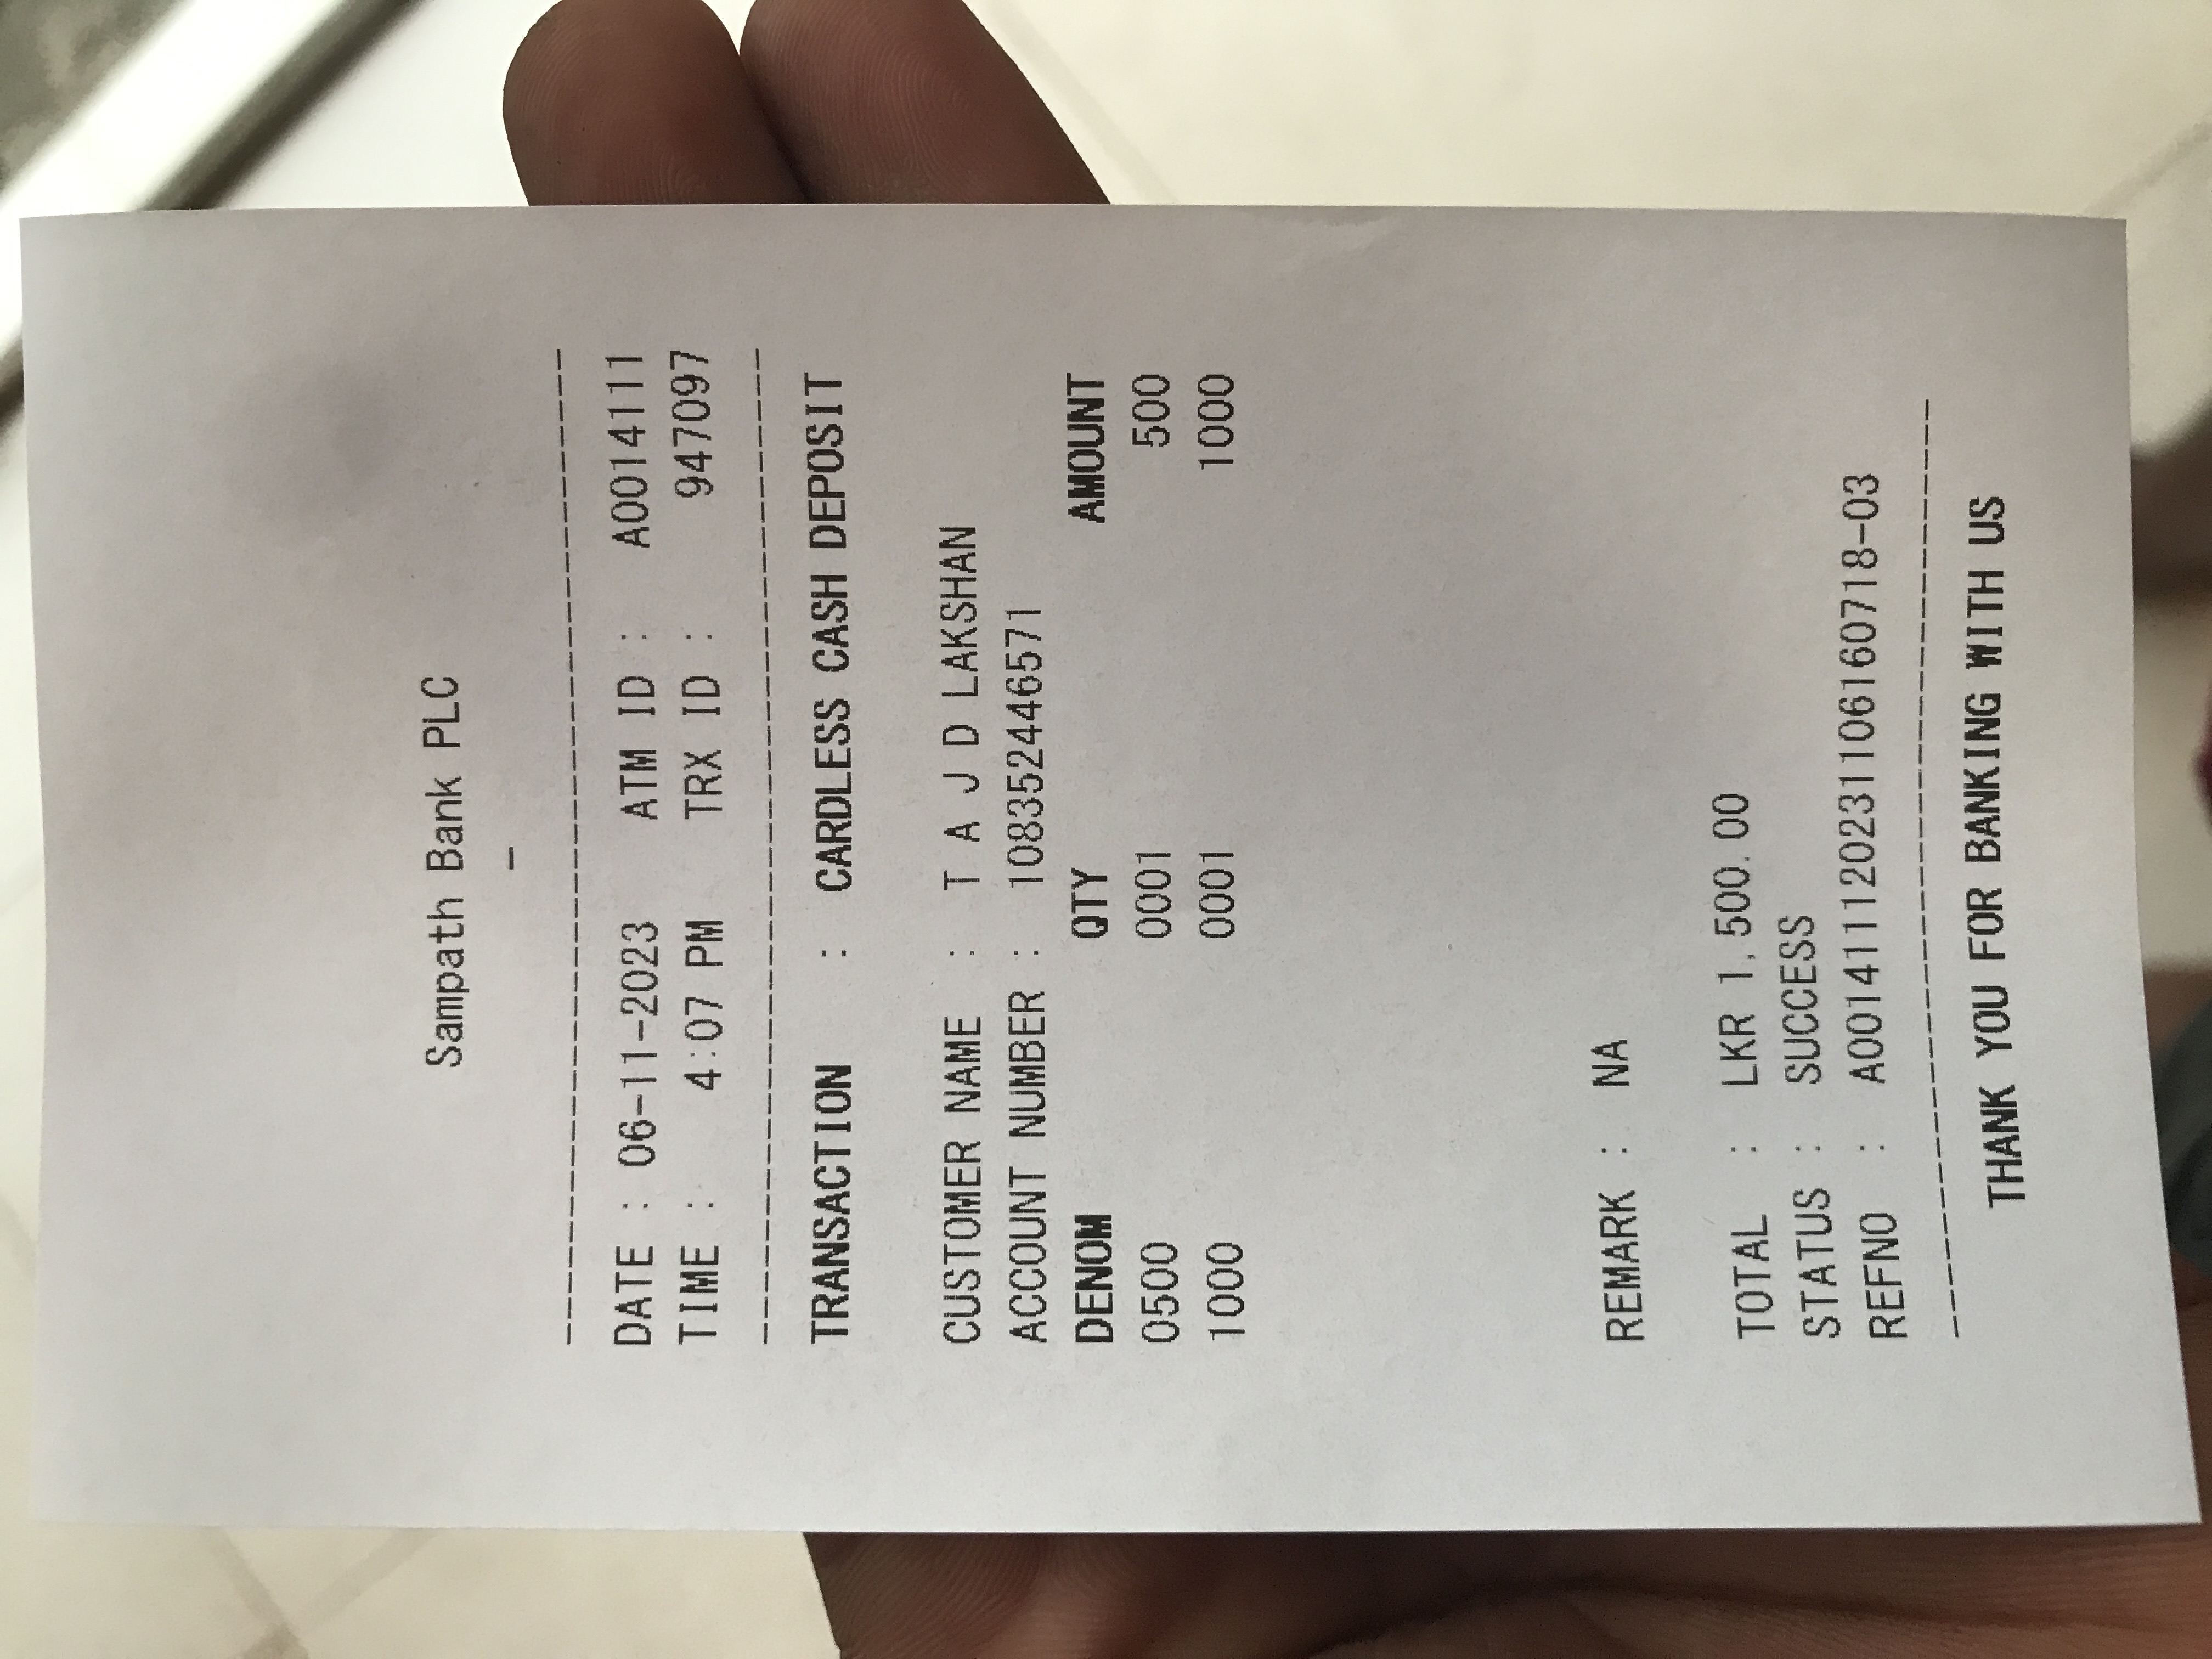 Sampath Bank PLC
-
--------------------------------
DATE : 06-11-2023 ATM ID : A0014111
TIME : 4:07 PM TRX ID : 947097
--------------------------------
TRANSACTION : CARDLESS CASH DEPOSIT
CUSTOMER NAME : T A J D LAKSHAN
ACCOUNT NUMBER : 108352446571
DENOM QTY AMOUNT
0500 0001 500
1000 0001 1000
REMARK : NA
TOTAL : LKR 1,500.00
STATUS : SUCCESS
REFNO : A00141112023110616071​8-03
--------------------------------
THANK YOU FOR BANKING WITH US